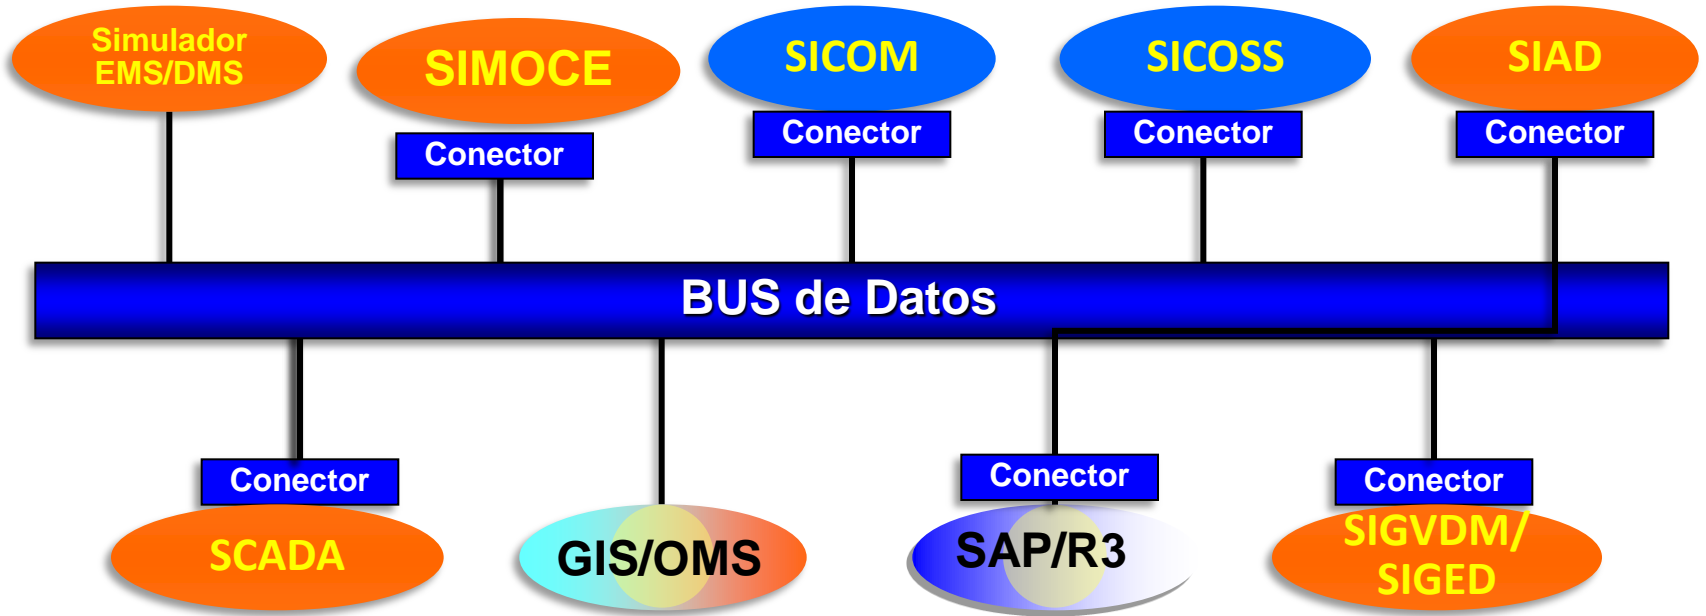 Simulador
EMS/DMS
SIMOCE
SICOM
SICOSS
SIAD
Conector
Conector
Conector
Conector
BUS de Datos
Conector
Conector
Conector
SCADA
GIS/OMS
SAP/R3
SIGVDM/
SIGED